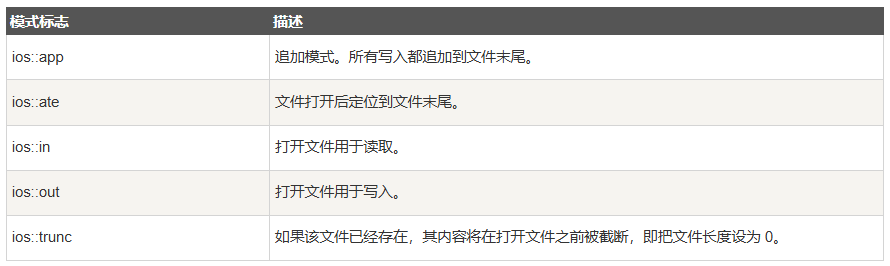 模式标志 描述
ios::app 追加模式。所有写入都追加到文件末尾。
ios::ate 文件打开后定位到文件末尾。
ios::in 打开文件用于读取。
ios::out 打开文件用于写入。
ios::trunc 如果该文件已经存在，其内容将在打开文件之前被截断，即把文件长度设为 0。